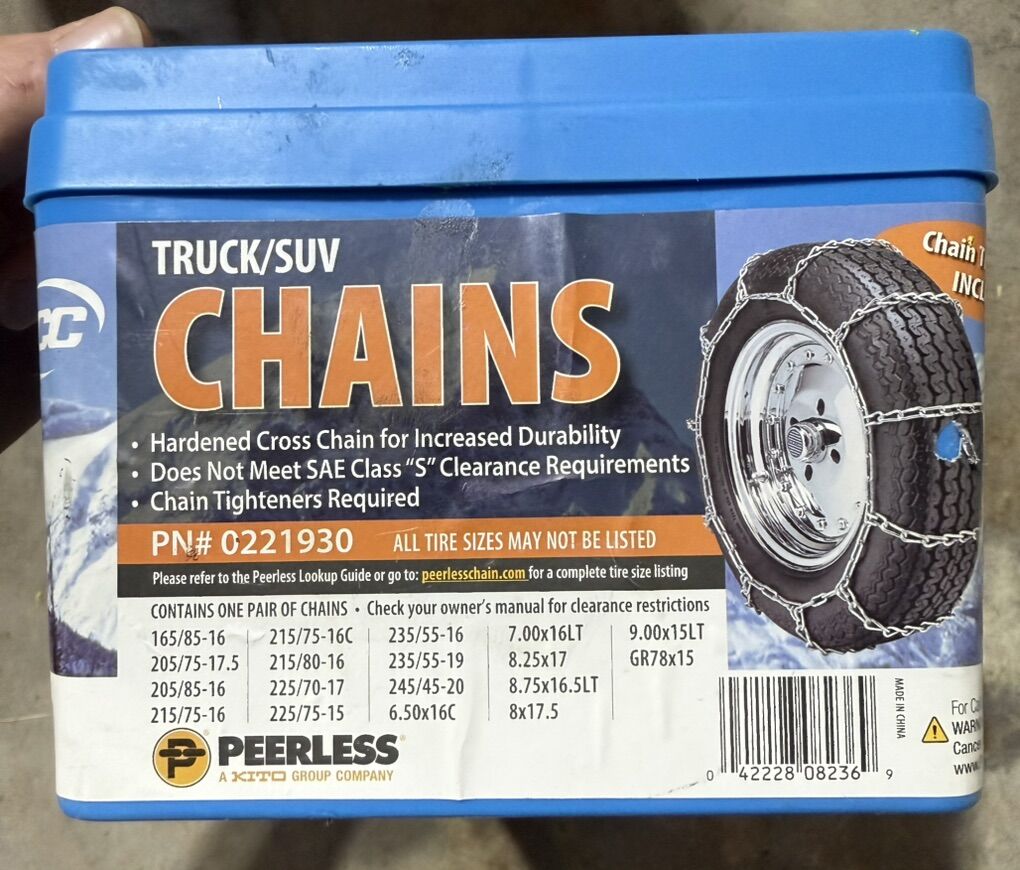 TRUCK/SUV
CHAINS
• Hardened Cross Chain for Increased Durability
• Does Not Meet SAE Class “S” Clearance Requirements
• Chain Tighteners Required
PN# 0221930 ALL TIRE SIZES MAY NOT BE LISTED
Please refer to the Peerless Lookup Guide or go to: peerlesschain.com for a complete tire size listing
CONTAINS ONE PAIR OF CHAINS • Check your owner's manual for clearance restrictions
165/85-16 215/75-16C 235/55-16 7.00x16LT 9.00x15LT
205/75-17.5 215/80-16 235/55-19 8.25x17 GR78x15
205/85-16 225/70-17 245/45-20 8.75x16.5LT
215/75-16 225/75-15 6.50x16C 8x17.5
PEERLESS®
A KITO GROUP COMPANY
CC
Chain
MADE IN CHINA
0 42228 08236 9
For
www.